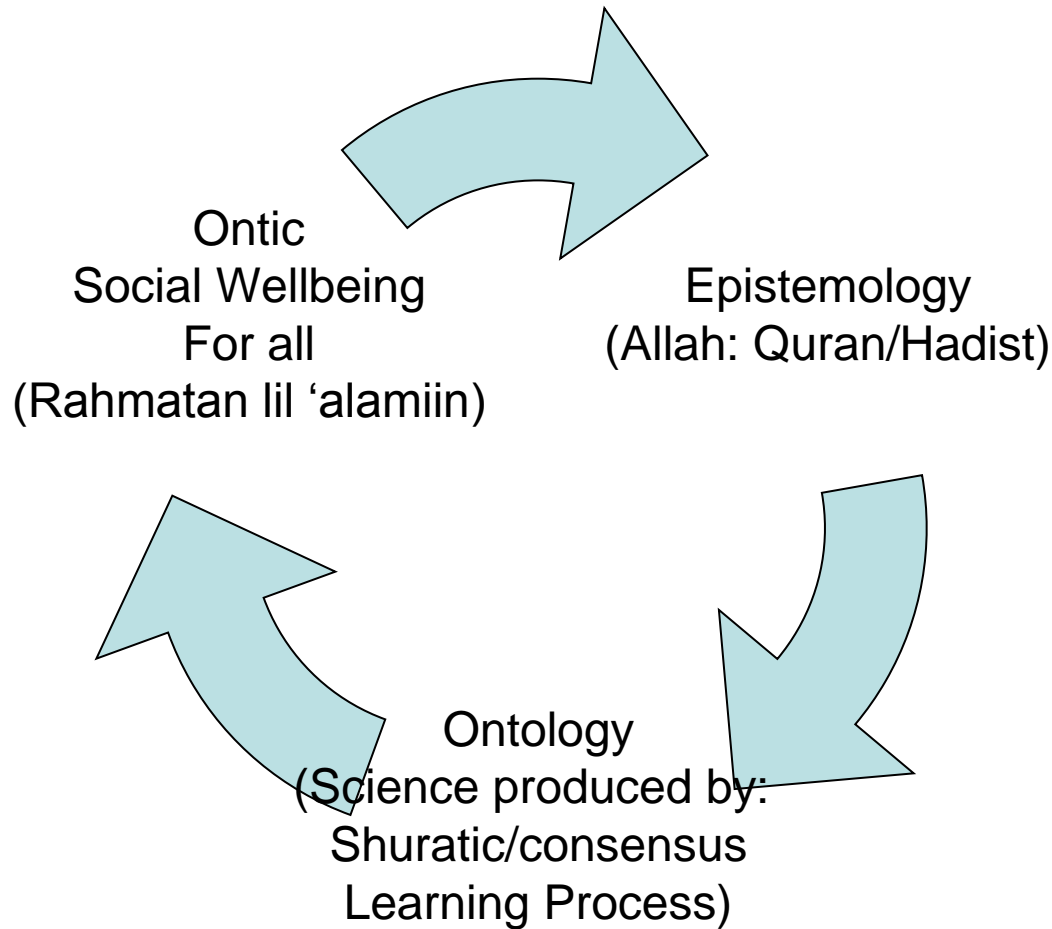 Ontic
Social Wellbeing
For all
(Rahmatan lil ‘alamiin)
Epistemology
(Allah: Quran/Hadist)
Ontology
(Science produced by:
Shuratic/consensus
Learning Process)